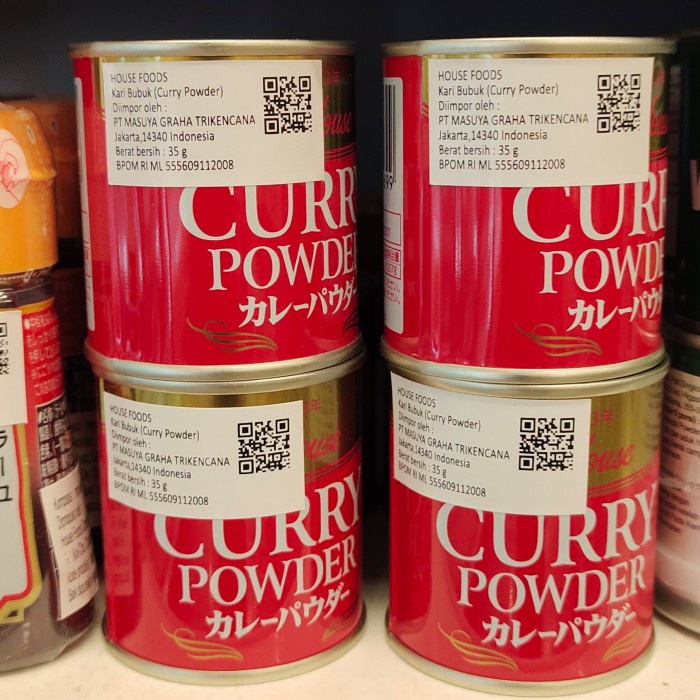 HOUSE FOODS
Kari Bubuk (Curry Powder)
Diimpor oleh :
PT MASUYA GRAHA TRIKENCANA
Jakarta,14340 Indonesia
Berat bersih : 35 g
BPOM RI ML 555609112008
CURRY
POWDER
カレーパウダー
HOUSE FOODS
Kari Bubuk (Curry Powder)
Diimpor oleh :
PT MASUYA GRAHA TRIKENCANA
Jakarta,14340 Indonesia
Berat bersih : 35 g
BPOM RI ML 555609112008
CURR
POWDE
カレーパウダ
HOUSE FOODS
Kari Bubuk (Curry Powder)
Diimpor oleh :
PT MASUYA GRAHA TRIKENCANA
Jakarta,14340 Indonesia
Berat bersih : 35 g
BPOM RI ML 555609112008
CURRY
POWDER
カレーパウダー
HOUSE FOODS
Kari Bubuk (Curry Powder)
Diimpor oleh :
PT MASUYA GRAHA TRIKENCANA
Jakarta,14340 Indonesia
Berat bersih : 35 g
BPOM RI ML 555609112008
House
CURRY
POWDER
カレーパウダー